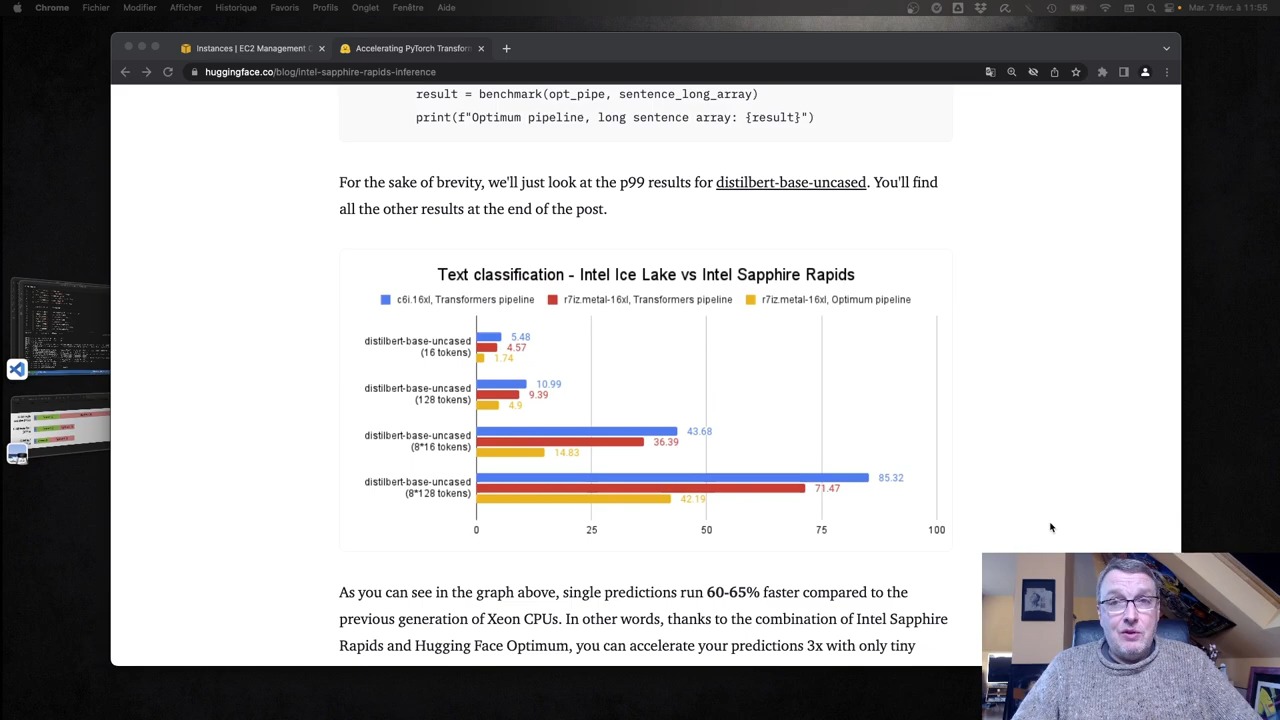 Chrome Fichier Modifier Afficher Historique Favoris Profils Onglet Fenêtre Aide Mar. 7 févr à 11:55
Instances | EC2 Management C
Accelerating PyTorch Transform
huggingface.co/blog/intel-sapphire-rapids-inference
result = benchmark(opt_pipe, sentence_long_array)
print(f"Optimum pipeline, long sentence array: {result}")
For the sake of brevity, we'll just look at the p99 results for distilbert-base-uncased. You'll find
all the other results at the end of the post.
Text classification - Intel Ice Lake vs Intel Sapphire Rapids
c6i.16xl, Transformers pipeline r7iz.metal-16xl, Transformers pipeline r7iz.metal-16xl, Optimum pipeline
distilbert-base-uncased
(16 tokens)
5.48
4.57
1.74
distilbert-base-uncased
(128 tokens)
10.99
9.39
4.9
distilbert-base-uncased
(8*16 tokens)
43.68
36.39
14.83
distilbert-base-uncased
(8*128 tokens)
85.32
71.47
42.19
0 25 50 75 100
As you can see in the graph above, single predictions run 60-65% faster compared to the
previous generation of Xeon CPUs. In other words, thanks to the combination of Intel Sapphire
Rapids and Hugging Face Optimum, you can accelerate your predictions 3x with only tiny